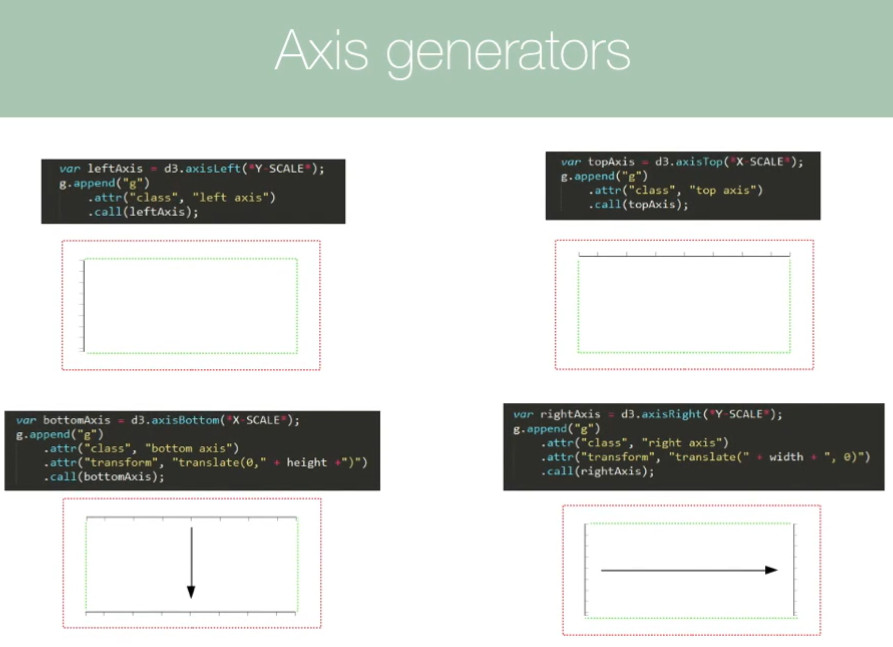 Axis generators
var leftAxis = d3.axisLeft(*Y-SCALE*);
g.append("g")
.attr("class", "left axis")
.call(leftAxis);
var topAxis = d3.axisTop(*X-SCALE*);
g.append("g")
.attr("class", "top axis")
.call(topAxis);
var bottomAxis = d3.axisBottom(*X-SCALE*);
g.append("g")
.attr("class", "bottom axis")
.attr("transform", "translate(0," + height +")")
.call(bottomAxis);
var rightAxis = d3.axisRight(*Y-SCALE*);
g.append("g")
.attr("class", "right axis")
.attr("transform", "translate(" + width + ", 0)")
.call(rightAxis);